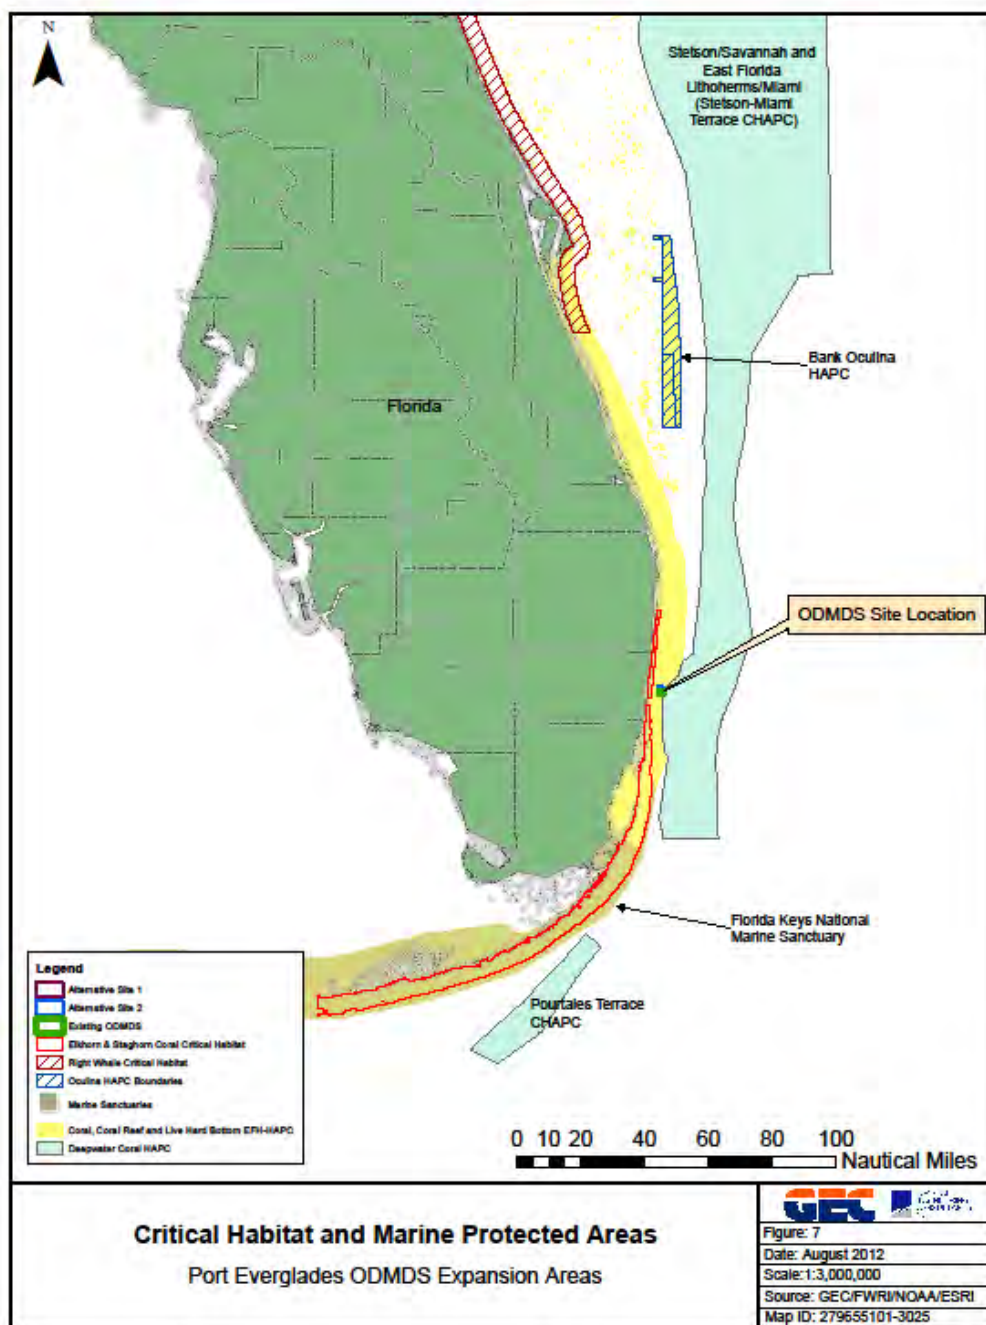 N
Stetson/Savannah and
East Florida
Lithoherms/Miami
(Stetson-Miami
Terrace CHAPC)
Bank Oculina
HAPC
Florida
ODMDS Site Location
Florida Keys National
Marine Sanctuary
Pourtales Terrace
CHAPC
Legend
Alternative Site 1
Alternative Site 2
Existing ODMDS
Elkhorn & Staghorn Coral Critical Habitat
Right Whale Critical Habitat
Oculina HAPC Boundaries
Marine Sanctuaries
Coral, Coral Reef and Live Hard Bottom EFH-HAPC
Deepwater Coral HAPC
0 10 20 40 60 80 100
Nautical Miles
Critical Habitat and Marine Protected Areas
Port Everglades ODMDS Expansion Areas
GEC
Figure: 7
Date: August 2012
Scale:1:3,000,000
Source: GEC/FWRI/NOAA/ESRI
Map ID: 279655101-3025